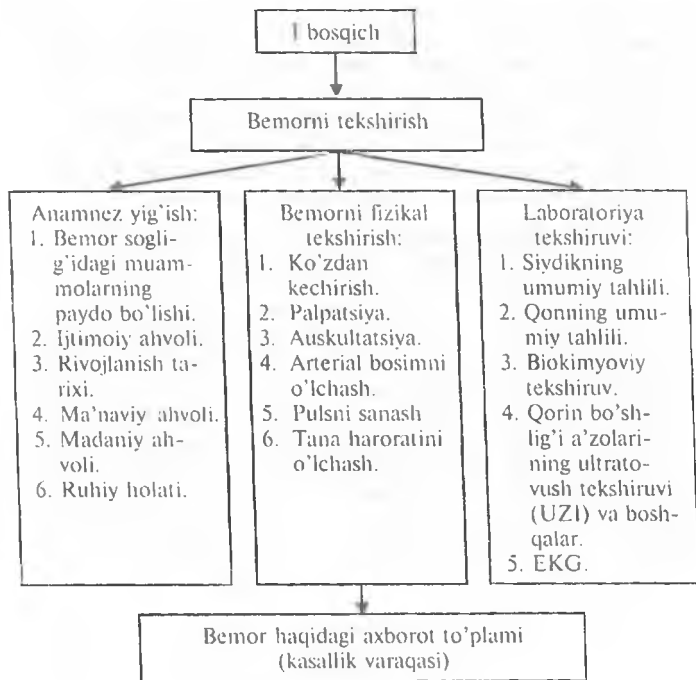 1 bosqich
Bemorni tekshirish
Anamnez yig'ish:
1. Bemor sogli-
g'idagi muam-
molarning
paydo bo'lishi.
2. Ijtimoiy ahvoli.
3. Rivojlanish ta-
rixi.
4. Ma'naviy ahvoli.
5. Madaniy ah-
voli.
6. Ruhiy holati.
Bemorni fizikal
tekshirish:
1. Ko'zdan
kechirish.
2. Palpatsiya.
3. Auskultatsiya.
4. Arterial bosimni
o'lchash.
5. Pulsni sanash
6. Tana haroratini
o'lchash.
Laboratoriya
tekshiruvi:
1. Siydikning
umumiy tahlili.
2. Qonning umu-
miy tahlili.
3. Biokimyoviy
tekshiruv.
4. Qorin bo'sh-
lig'i a'zolari-
ning ultrato-
vush tekshiruvi
(UZI) va bosh-
qalar.
5. EKG.
Bemor haqidagi axborot to'plami
(kasallik varaqasi)